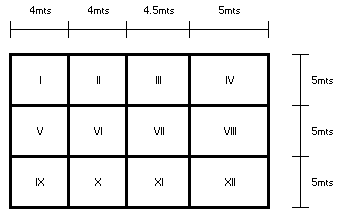 4mts 4mts 4.5mts 5mts
I II III IV 5mts
V VI VII VIII 5mts
IX X XI XII 5mts